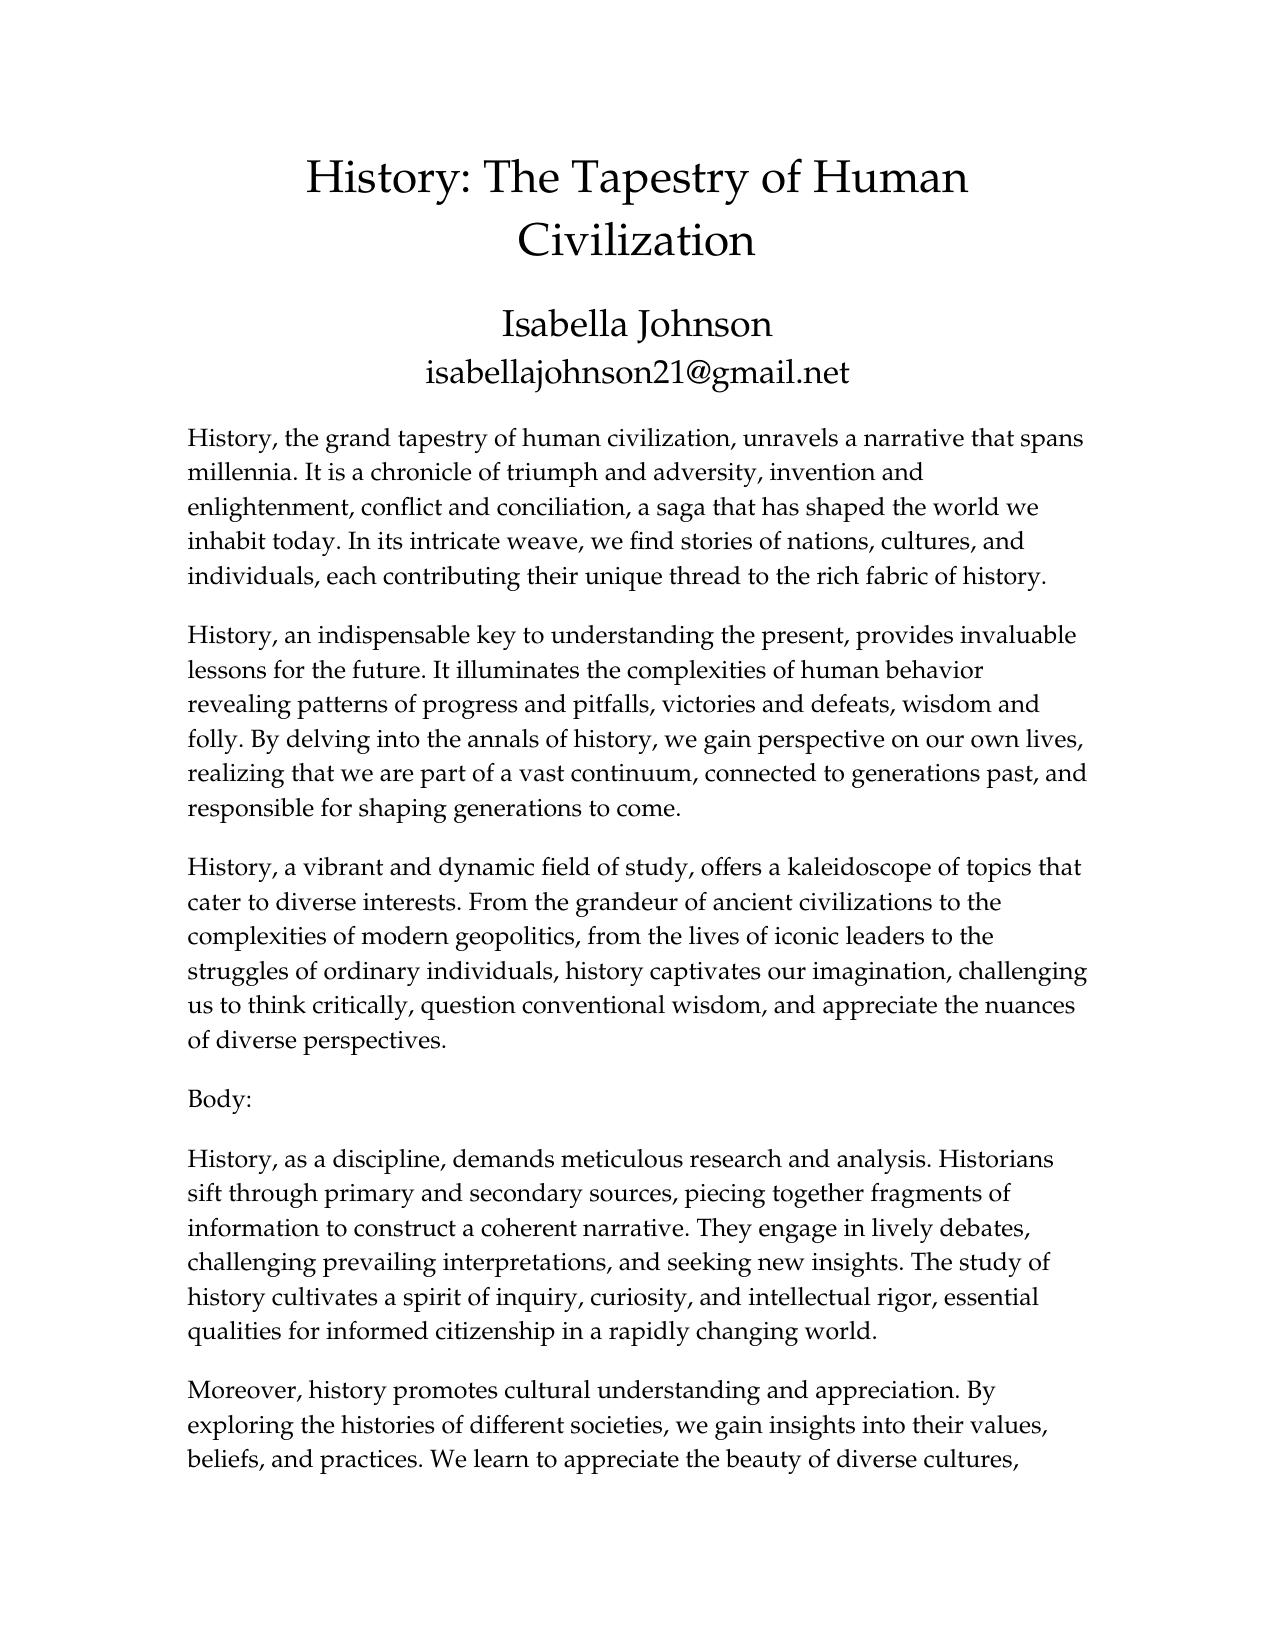 History: The Tapestry of Human
Civilization
Isabella Johnson
isabellajohnson21@gmail.net
History, the grand tapestry of human civilization, unravels a narrative that spans
millennia. It is a chronicle of triumph and adversity, invention and
enlightenment, conflict and conciliation, a saga that has shaped the world we
inhabit today. In its intricate weave, we find stories of nations, cultures, and
individuals, each contributing their unique thread to the rich fabric of history.
History, an indispensable key to understanding the present, provides invaluable
lessons for the future. It illuminates the complexities of human behavior
revealing patterns of progress and pitfalls, victories and defeats, wisdom and
folly. By delving into the annals of history, we gain perspective on our own lives,
realizing that we are part of a vast continuum, connected to generations past, and
responsible for shaping generations to come.
History, a vibrant and dynamic field of study, offers a kaleidoscope of topics that
cater to diverse interests. From the grandeur of ancient civilizations to the
complexities of modern geopolitics, from the lives of iconic leaders to the
struggles of ordinary individuals, history captivates our imagination, challenging
us to think critically, question conventional wisdom, and appreciate the nuances
of diverse perspectives.
Body:
History, as a discipline, demands meticulous research and analysis. Historians
sift through primary and secondary sources, piecing together fragments of
information to construct a coherent narrative. They engage in lively debates,
challenging prevailing interpretations, and seeking new insights. The study of
history cultivates a spirit of inquiry, curiosity, and intellectual rigor, essential
qualities for informed citizenship in a rapidly changing world.
Moreover, history promotes cultural understanding and appreciation. By
exploring the histories of different societies, we gain insights into their values,
beliefs, and practices. We learn to appreciate the beauty of diverse cultures,